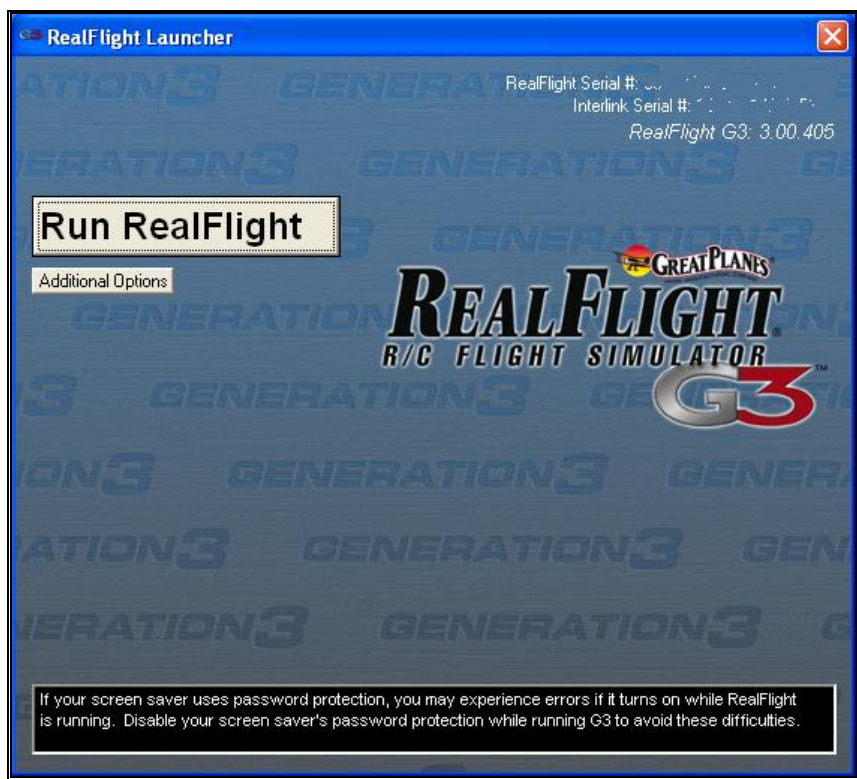 RealFlight Launcher
RealFlight Serial #:
Interlink Serial #:
RealFlight G3: 3.00.405
Run RealFlight
Additional Options
GREAT PLANES
REALFLIGHT
R/C FLIGHT SIMULATOR
G3™
GENERATION3
If your screen saver uses password protection, you may experience errors if it turns on while RealFlight
is running.  Disable your screen saver's password protection while running G3 to avoid these difficulties.